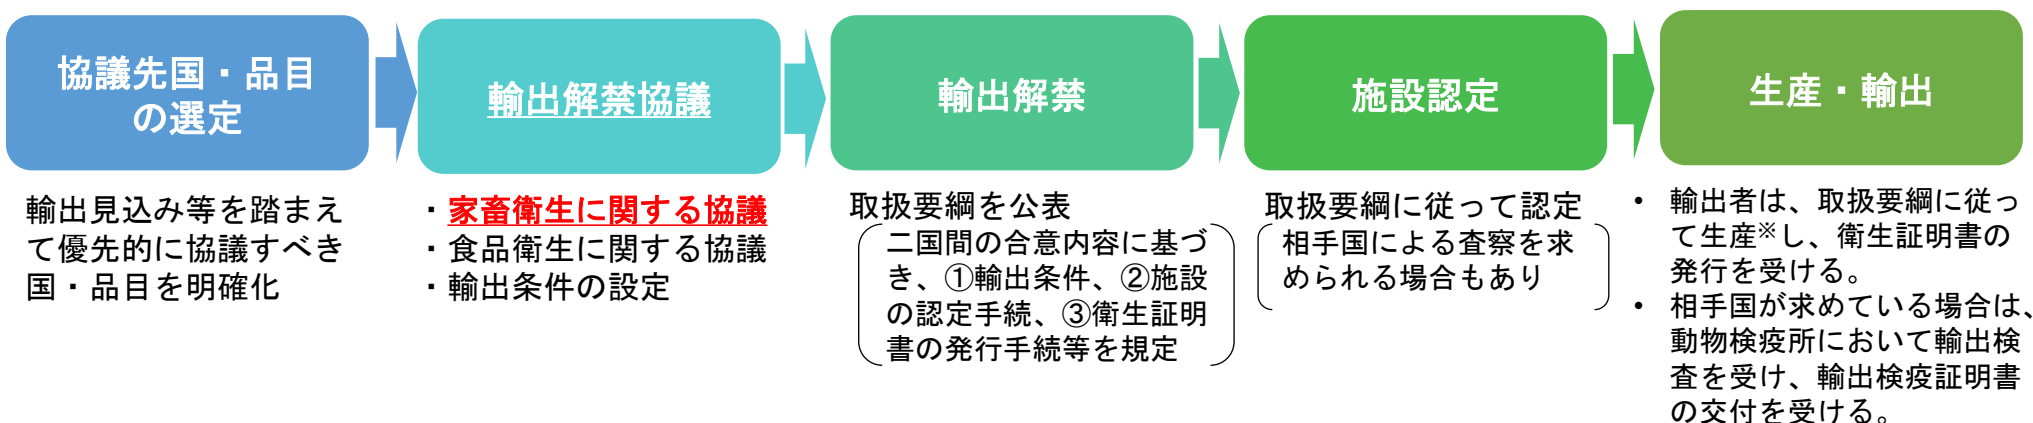 協議先国・品目
の選定
輸出見込み等を踏まえ
て優先的に協議すべき
国・品目を明確化
輸出解禁協議
・家畜衛生に関する協議
・食品衛生に関する協議
・輸出条件の設定
輸出解禁
取扱要綱を公表
二国間の合意内容に基づ
き、①輸出条件、②施設
の認定手続、③衛生証明
書の発行手続等を規定
施設認定
取扱要綱に従って認定
相手国による査察を求
められる場合もあり
生産・輸出
• 輸出者は、取扱要綱に従っ
て生産※し、衛生証明書の
発行を受ける。
• 相手国が求めている場合は、
動物検疫所において輸出検
査を受け、輸出検疫証明書
の交付を受ける。